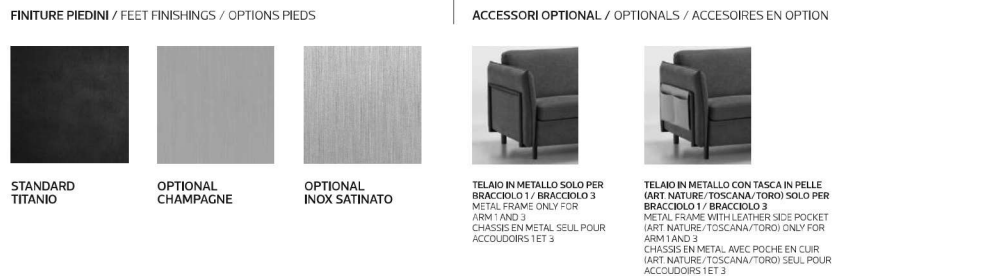 FINITURE PIEDINI / FEET FINISHINGS / OPTIONS PIEDS
ACCESSORI OPTIONAL / OPTIONALS / ACCESOIRES EN OPTION
STANDARD
TITANIO
OPTIONAL
CHAMPAGNE
OPTIONAL
INOX SATINATO
TELAIO IN METALLO SOLO PER
BRACCIOLO 1 / BRACCIOLO 3
METAL FRAME ONLY FOR
ARM 1 AND 3
CHASSIS EN METAL SEUL POUR
ACCOUDOIRS 1 ET 3
TELAIO IN METALLO CON TASCA IN PELLE
(ART. NATURE/TOSCANA/TORO) SOLO PER
BRACCIOLO 1 / BRACCIOLO 3
METAL FRAME WITH LEATHER SIDE POCKET
(ART. NATURE/TOSCANA/TORO) ONLY FOR
ARM 1 AND 3
CHASSIS EN METAL AVEC POCHE EN CUIR
(ART. NATURE/TOSCANA/TORO) SEUL POUR
ACCOUDOIRS 1 ET 3